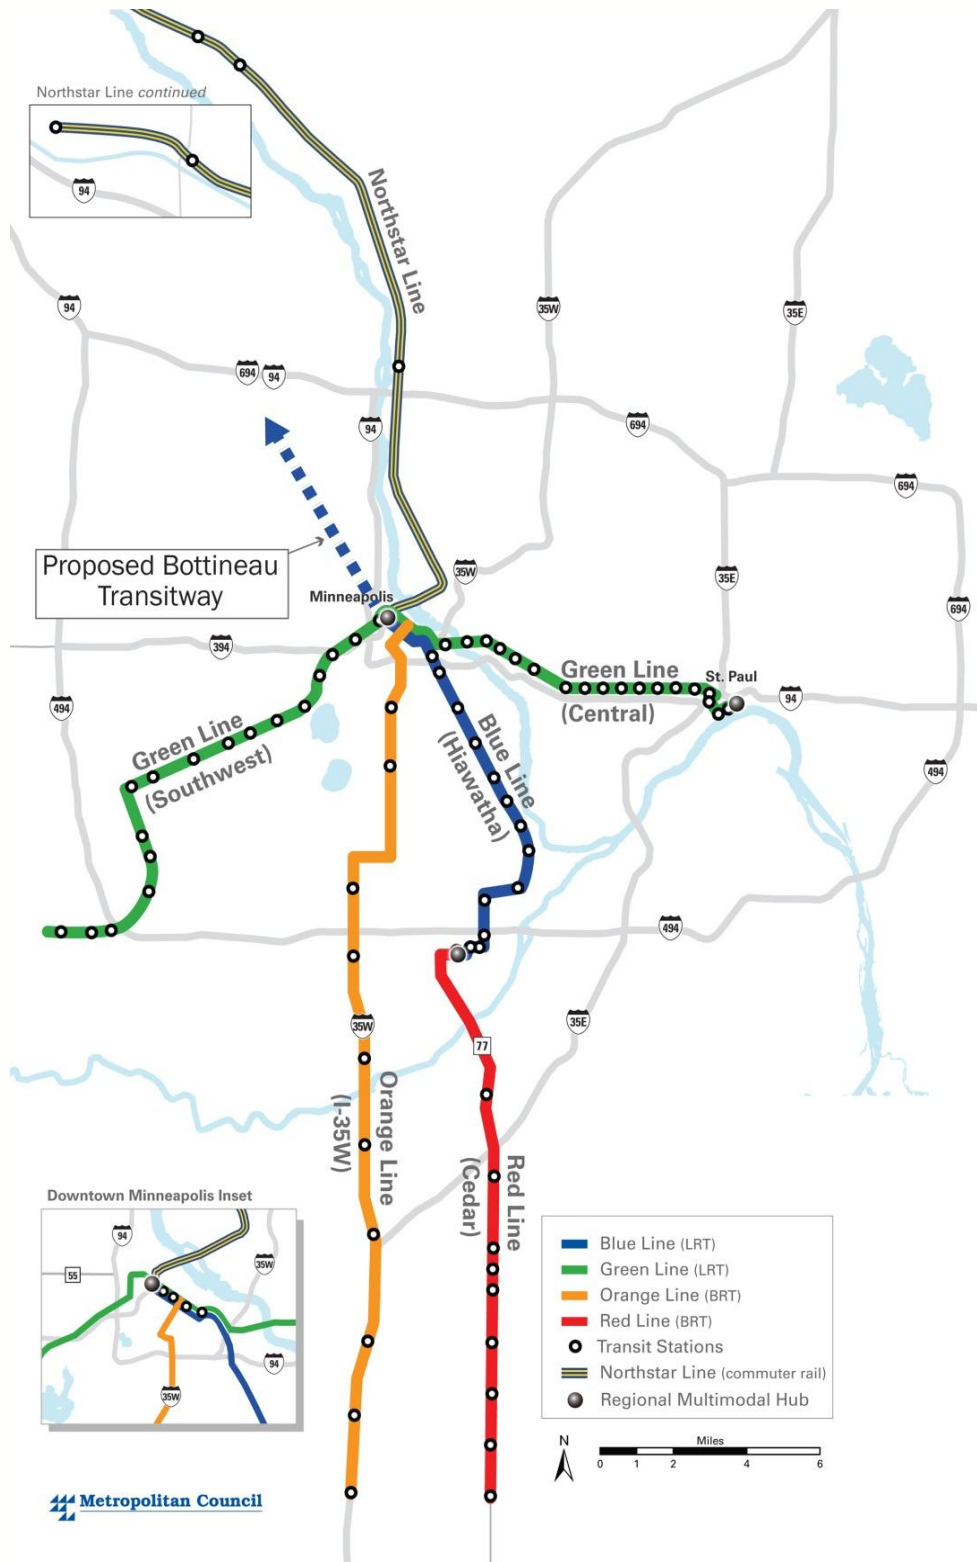 Northstar Line continued
94
Northstar Line
94
35W
35E
694
94
94
694
694
Proposed Bottineau
Transitway
35W
35E
Minneapolis
694
394
Green Line
(Central)
St. Paul
94
494
Green Line
(Southwest)
Blue Line
(Hiawatha)
494
494
35W
35E
77
Orange Line
(I-35W)
Red Line
(Cedar)
Downtown Minneapolis Inset
94
35W
55
94
35W
Blue Line (LRT)
Green Line (LRT)
Orange Line (BRT)
Red Line (BRT)
Transit Stations
Northstar Line (commuter rail)
Regional Multimodal Hub
N
Miles
0 1 2 4 6
Metropolitan Council